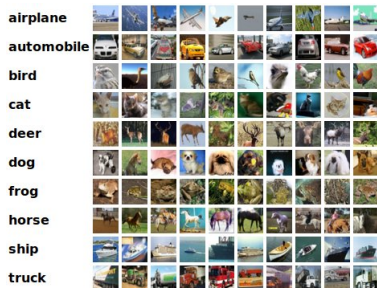 airplane
automobile
bird
cat
deer
dog
frog
horse
ship
truck